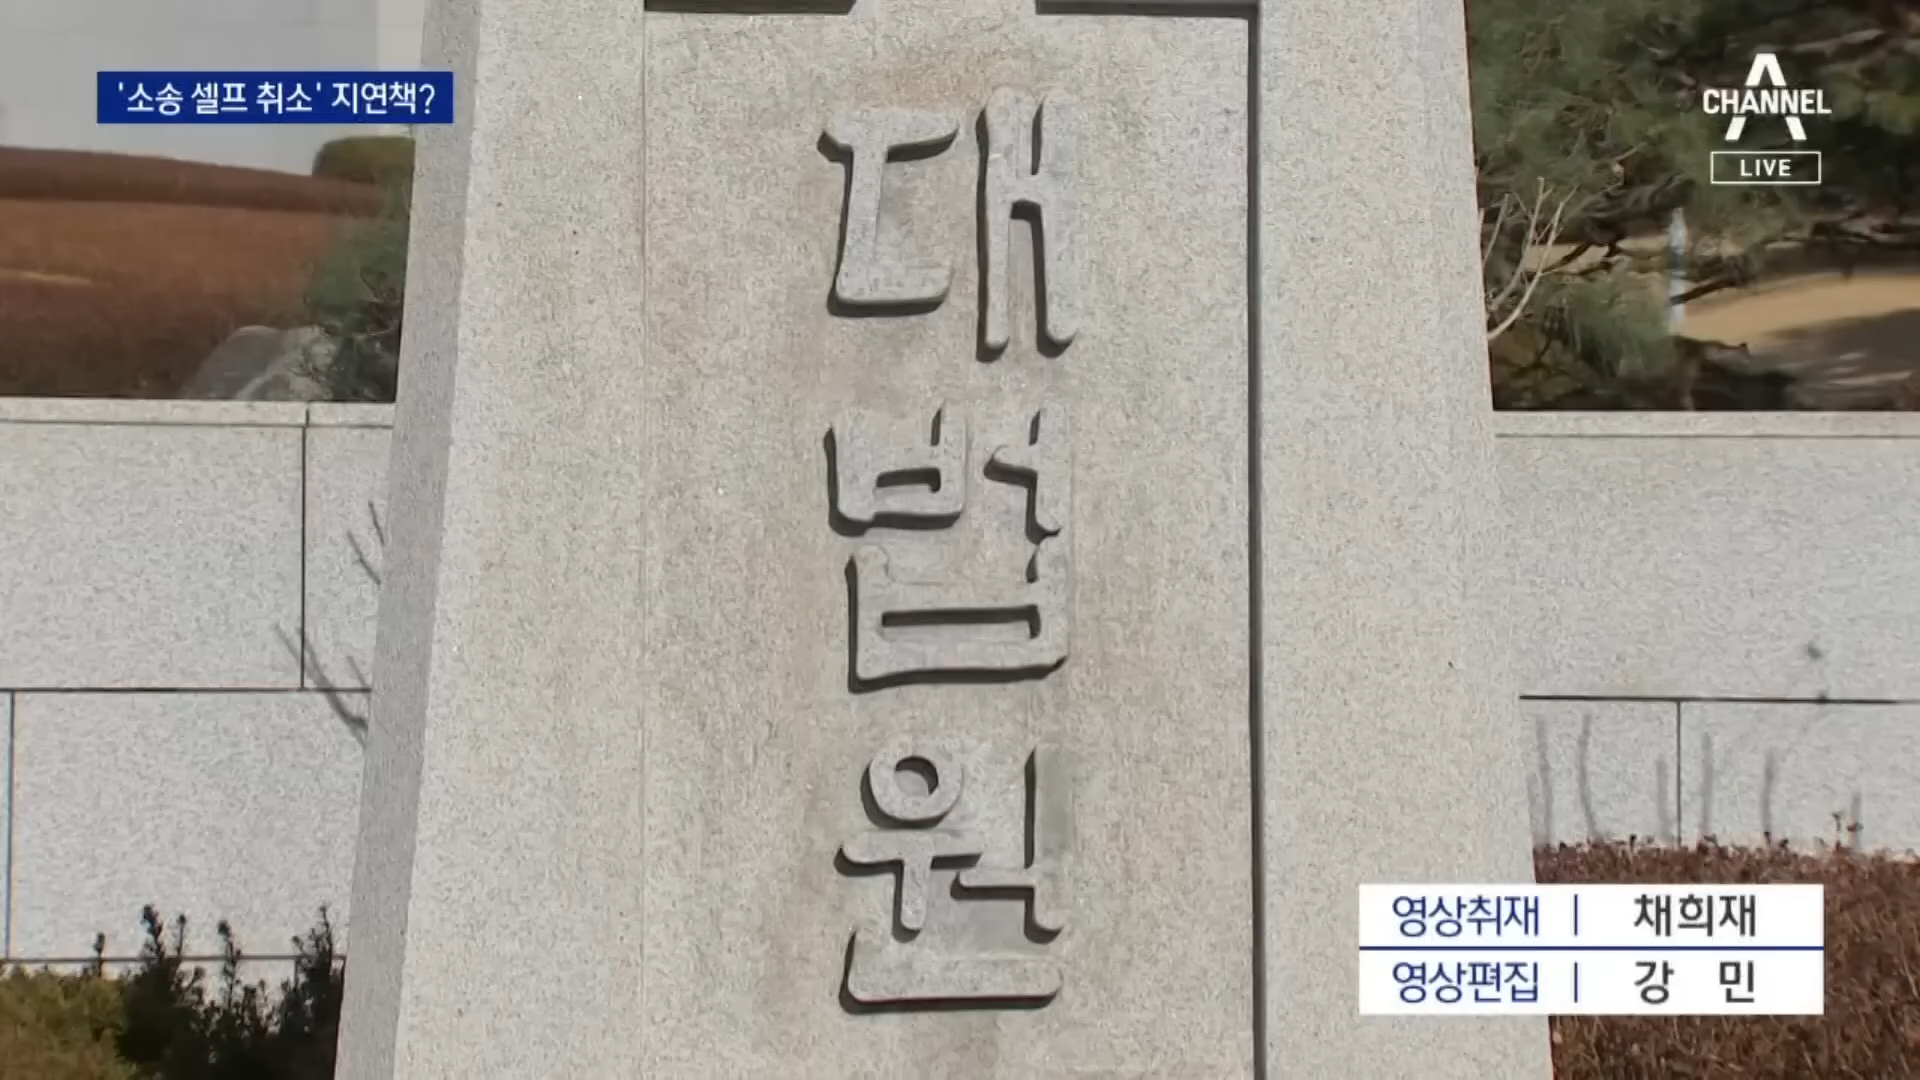 '소송 셀프 취소' 지연책?
CHANNEL A
LIVE
대법원
영상취재 | 채희재
영상편집 | 강 민